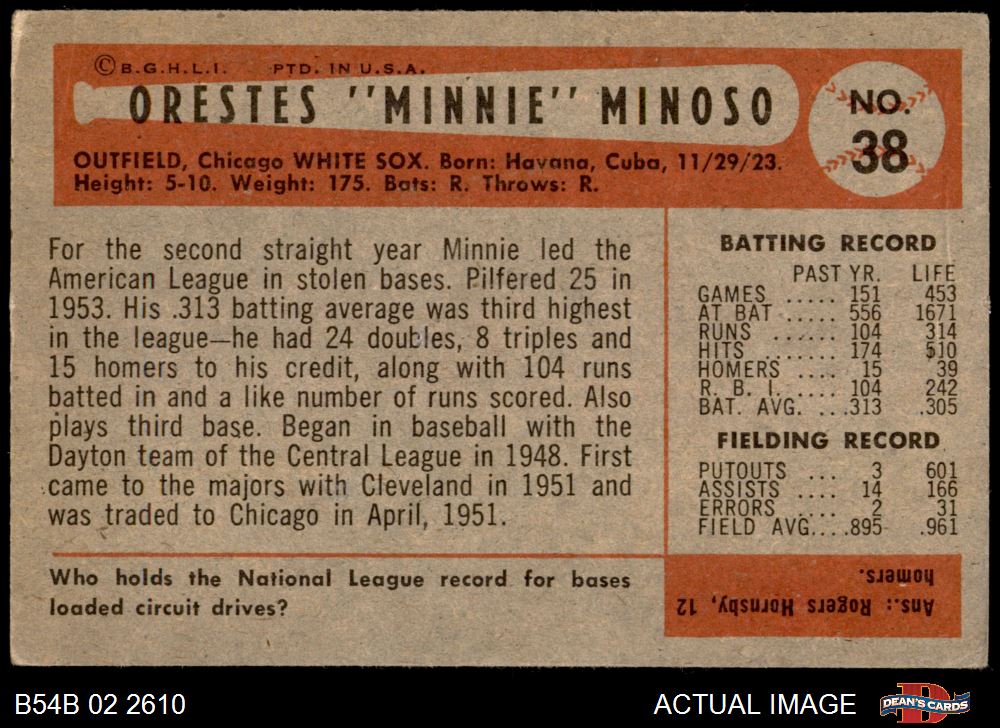 © B.G.H.L.I. PTD. IN U.S.A.
ORESTES "MINNIE" MINOSO
NO.
38
OUTFIELD, Chicago WHITE SOX. Born: Havana, Cuba, 11/29/23.
Height: 5-10. Weight: 175. Bats: R. Throws: R.
For the second straight year Minnie led the
American League in stolen bases. Pilfered 25 in
1953. His .313 batting average was third highest
in the league—he had 24 doubles, 8 triples and
15 homers to his credit, along with 104 runs
batted in and a like number of runs scored. Also
plays third base. Began in baseball with the
Dayton team of the Central League in 1948. First
came to the majors with Cleveland in 1951 and
was traded to Chicago in April, 1951.
BATTING RECORD
PAST YR. LIFE
GAMES ..... 151 453
AT BAT ..... 556 1671
RUNS ...... 104 314
HITS ....... 174 510
HOMERS .... 15 39
R. B. I. .... 104 242
BAT. AVG. ...313 .305
FIELDING RECORD
PUTOUTS ... 3 601
ASSISTS .... 14 166
ERRORS .... 2 31
FIELD AVG....895 .961
Who holds the National League record for bases
loaded circuit drives?
Ans.: Rogers Hornsby, 12
homers.
B54B 02 2610
ACTUAL IMAGE
D
DEAN'S CARDS